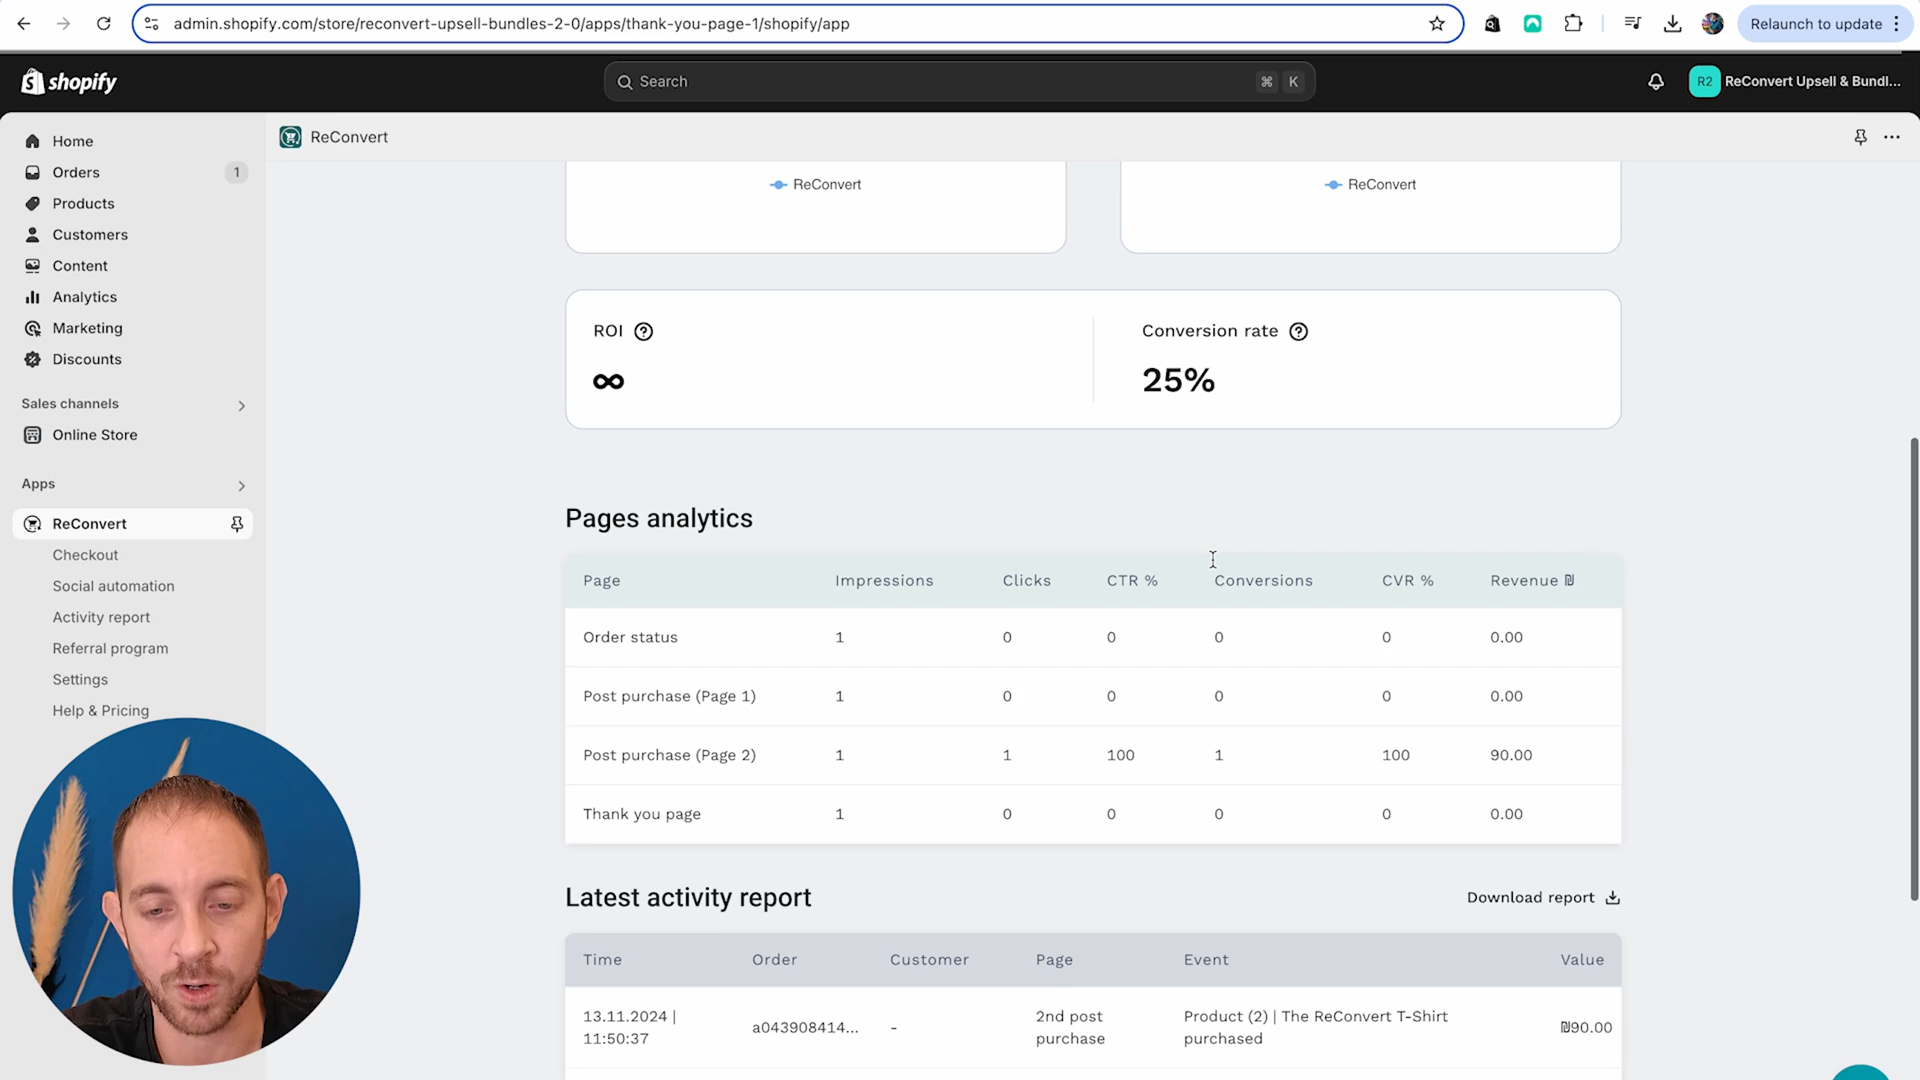 admin.shopify.com/store/reconvert-upsell-bundles-2-0/apps/thank-you-page-1/shopify/app
Relaunch to update
shopify
Search
⌘ K
R2
ReConvert Upsell & Bundl...
Home
Orders
1
Products
Customers
Content
Analytics
Marketing
Discounts
Sales channels
Online Store
Apps
ReConvert
Checkout
Social automation
Activity report
Referral program
Settings
Help & Pricing
ReConvert
ReConvert
ReConvert
ROI
∞
Conversion rate
25%
Pages analytics
Page Impressions Clicks CTR % Conversions CVR % Revenue ₪
Order status 1 0 0 0 0 0.00
Post purchase (Page 1) 1 0 0 0 0 0.00
Post purchase (Page 2) 1 1 100 1 100 90.00
Thank you page 1 0 0 0 0 0.00
Latest activity report
Download report
Time Order Customer Page Event Value
13.11.2024 |
11:50:37
a043908414...
-
2nd post
purchase
Product (2) | The ReConvert T-Shirt
purchased
₪90.00